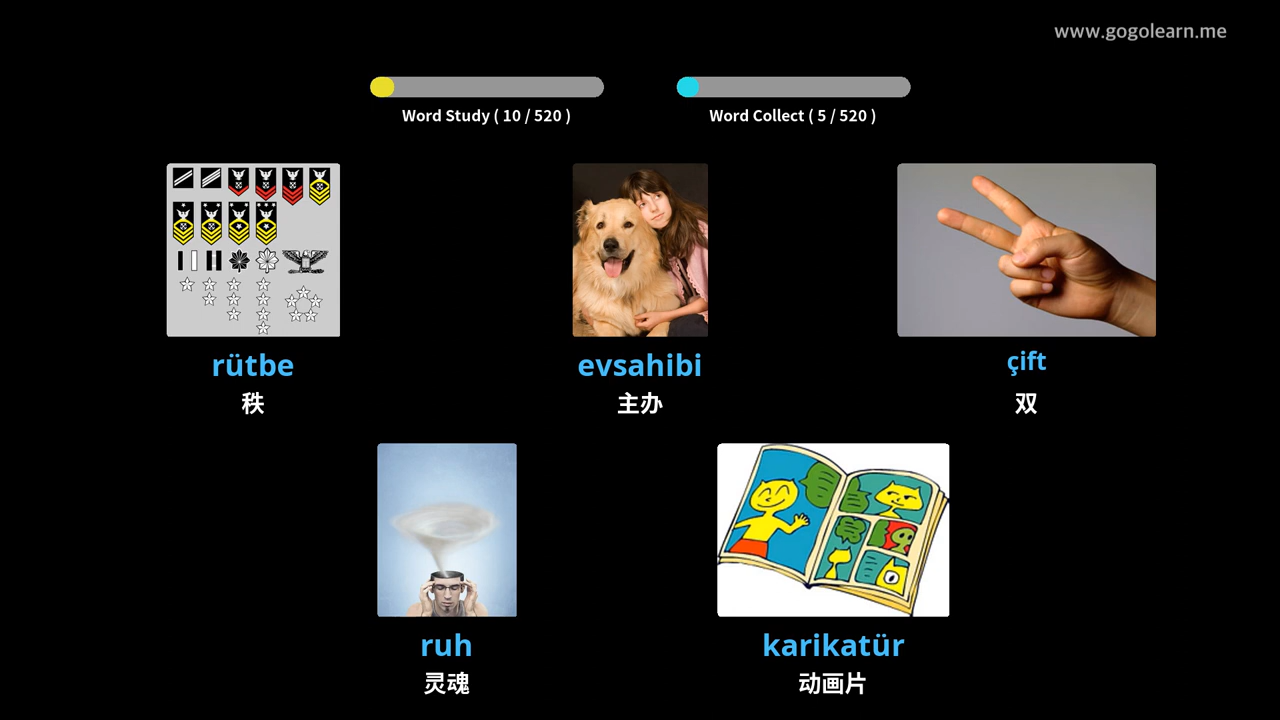 www.gogolearn.me
Word Study ( 10 / 520 )
Word Collect ( 5 / 520 )
rütbe
秩
evsahibi
主办
çift
双
ruh
灵魂
karikatür
动画片